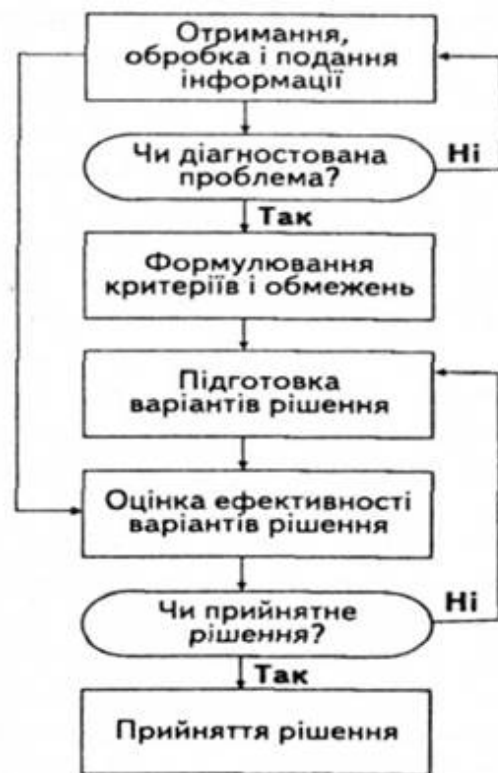 Отримання,
обробка і подання
інформації
Чи діагностована
проблема?
Ні
Так
Формулювання
критеріїв і обмежень
Підготовка
варіантів рішення
Оцінка ефективності
варіантів рішення
Чи прийнятне
рішення?
Ні
Так
Прийняття рішення